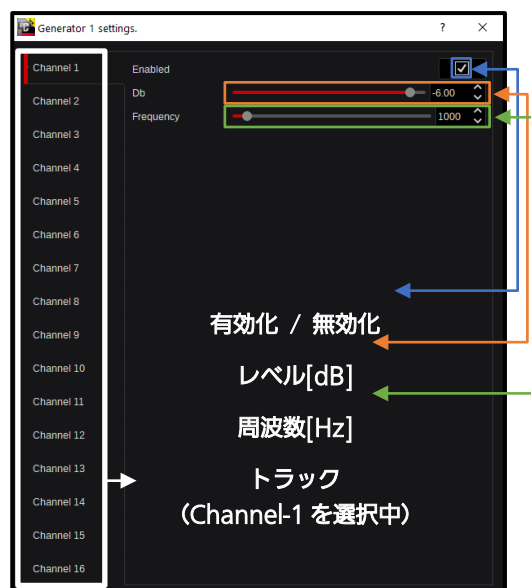 Generator 1 settings.
?
Channel 1
Enabled
Channel 2
Db
-6.00
Channel 3
Frequency
1000
Channel 4
Channel 5
Channel 6
Channel 7
Channel 8
Channel 9
Channel 10
Channel 11
Channel 12
Channel 13
Channel 14
Channel 15
Channel 16
有効化 / 無効化
レベル[dB]
周波数[Hz]
トラック
(Channel-1 を選択中)